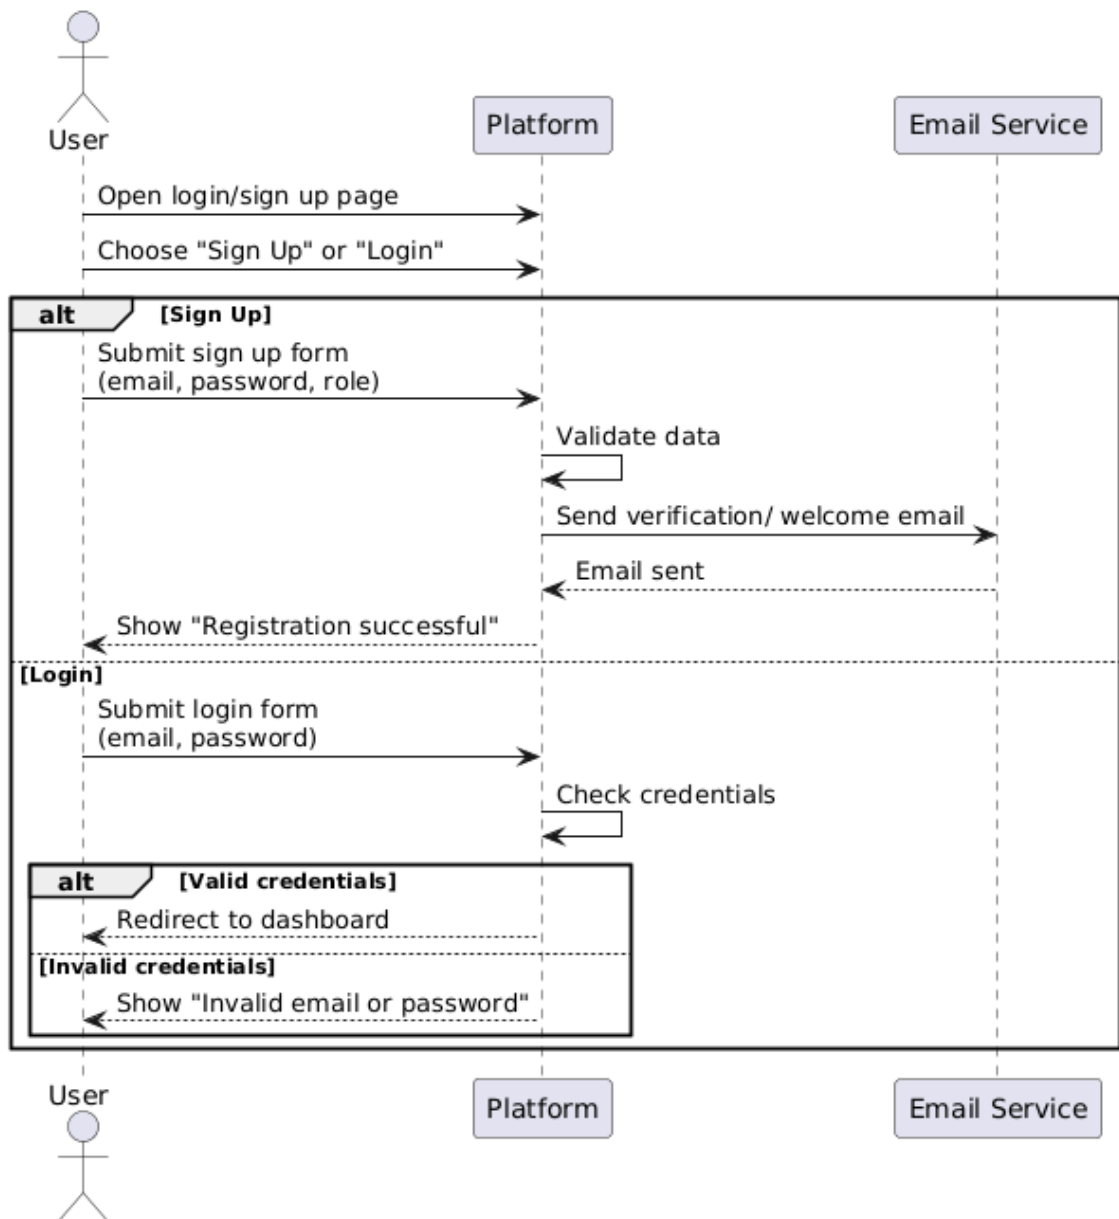 User
Platform
Email Service
Open login/sign up page
Choose "Sign Up" or "Login"
alt
[Sign Up]
Submit sign up form
(email, password, role)
Validate data
Send verification/ welcome email
Email sent
Show "Registration successful"
[Login]
Submit login form
(email, password)
Check credentials
alt
[Valid credentials]
Redirect to dashboard
[Invalid credentials]
Show "Invalid email or password"
User
Platform
Email Service